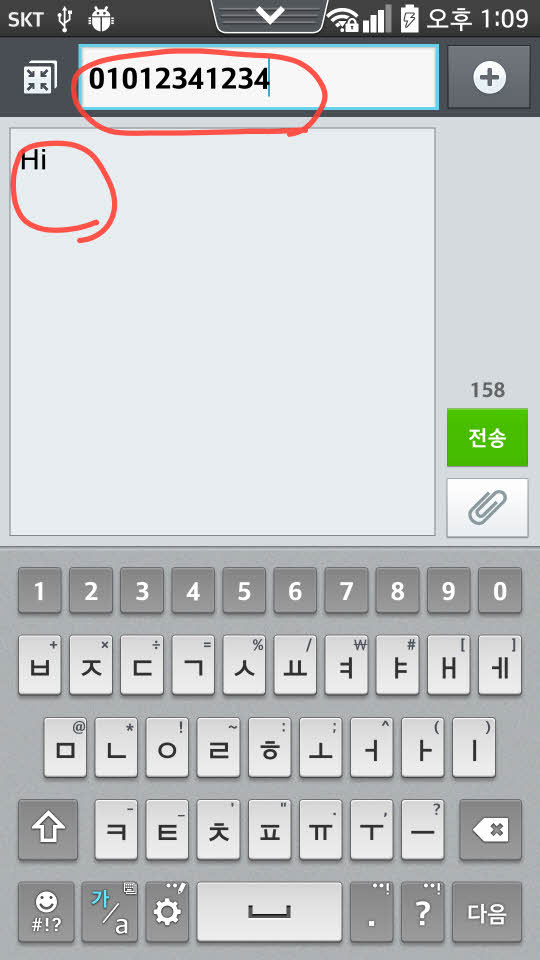 SKT 오후 1:09
01012341234
Hi
158
전송
1 2 3 4 5 6 7 8 9 0
+ × ÷ = % / ₩ # [ ]
ㅂ ㅈ ㄷ ㄱ ㅅ ㅛ ㅕ ㅑ ㅐ ㅔ
@ * ! ~ : ; ^ ( )
ㅁ ㄴ ㅇ ㄹ ㅎ ㅗ ㅓ ㅏ ㅣ
- _ ' " . , ?
ㅋ ㅌ ㅊ ㅍ ㅠ ㅜ ㅡ
#!? 가/a . ? 다음